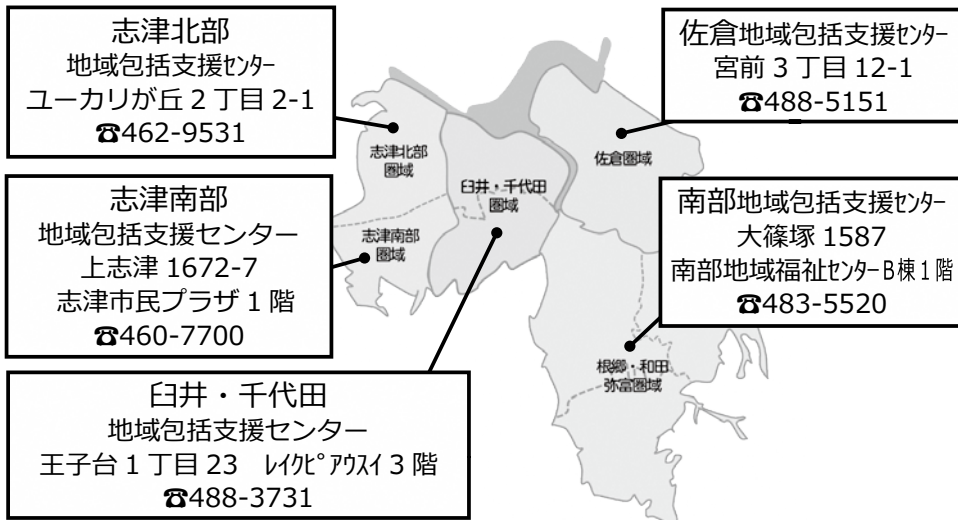 志津北部
地域包括支援ｾﾝﾀｰ
ユーカリが丘 2 丁目 2-1
☎462-9531
佐倉地域包括支援ｾﾝﾀｰ
宮前 3 丁目 12-1
☎488-5151
志津南部
地域包括支援センター
上志津 1672-7
志津市民プラザ 1 階
☎460-7700
南部地域包括支援ｾﾝﾀｰ
大篠塚 1587
南部地域福祉ｾﾝﾀｰB棟 1 階
☎483-5520
臼井・千代田
地域包括支援センター
王子台 1 丁目 23　ﾚｲｸﾋﾟｱｳｽｲ 3 階
☎488-3731
志津北部
圏域
佐倉圏域
臼井・千代田
圏域
志津南部
圏域
根郷・和田
弥富圏域